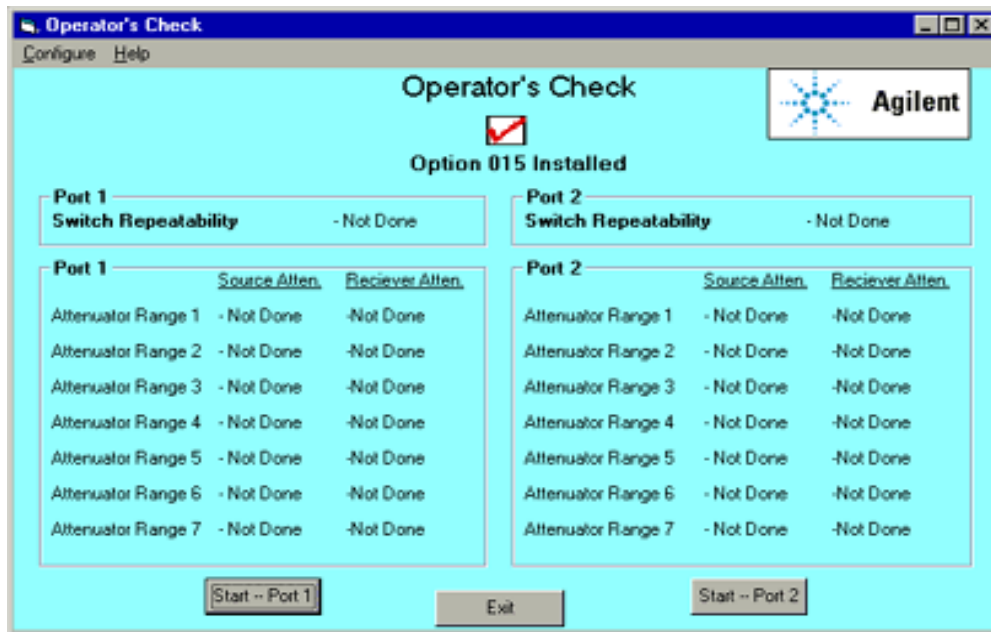 Operator's Check
Configure Help
Operator's Check
Agilent
Option 015 Installed
Port 1
Switch Repeatability - Not Done
Port 2
Switch Repeatability - Not Done
Port 1
Source Atten. Reciever Atten.
Attenuator Range 1 - Not Done -Not Done
Attenuator Range 2 - Not Done -Not Done
Attenuator Range 3 - Not Done -Not Done
Attenuator Range 4 - Not Done -Not Done
Attenuator Range 5 - Not Done -Not Done
Attenuator Range 6 - Not Done -Not Done
Attenuator Range 7 - Not Done -Not Done
Port 2
Source Atten. Reciever Atten.
Attenuator Range 1 - Not Done -Not Done
Attenuator Range 2 - Not Done -Not Done
Attenuator Range 3 - Not Done -Not Done
Attenuator Range 4 - Not Done -Not Done
Attenuator Range 5 - Not Done -Not Done
Attenuator Range 6 - Not Done -Not Done
Attenuator Range 7 - Not Done -Not Done
Start -- Port 1
Exit
Start -- Port 2